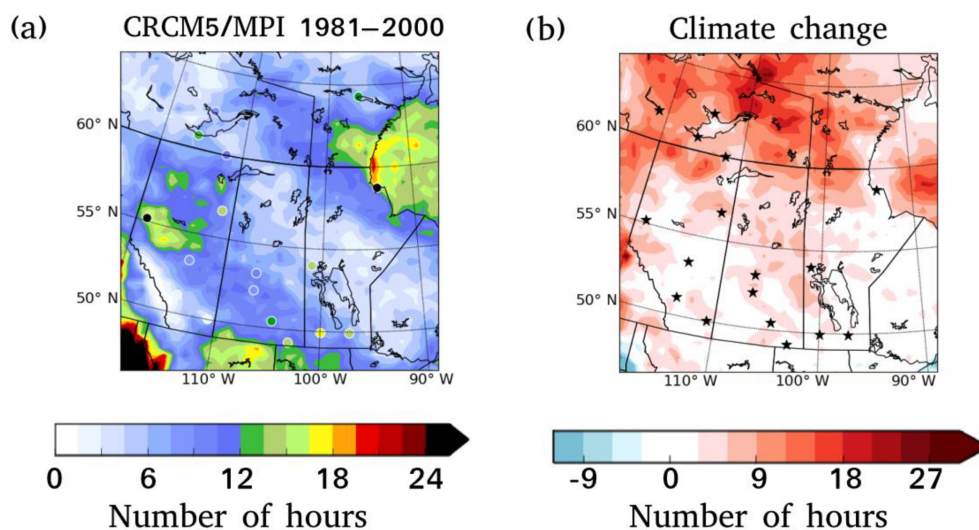 (a) CRCM5/MPI 1981–2000
60° N
55° N
50° N
110° W 100° W 90° W
0 6 12 18 24
Number of hours
(b) Climate change
60° N
55° N
50° N
110° W 100° W 90° W
-9 0 9 18 27
Number of hours